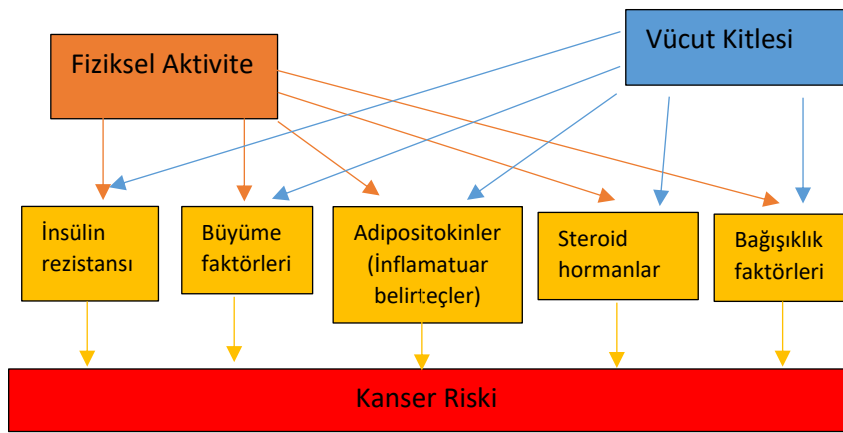 Fiziksel Aktivite
Vücut Kitlesi
İnsülin
rezistansı
Büyüme
faktörleri
Adipositokinler
(İnflamatuar
belirteçler)
Steroid
hormanlar
Bağışıklık
faktörleri
Kanser Riski